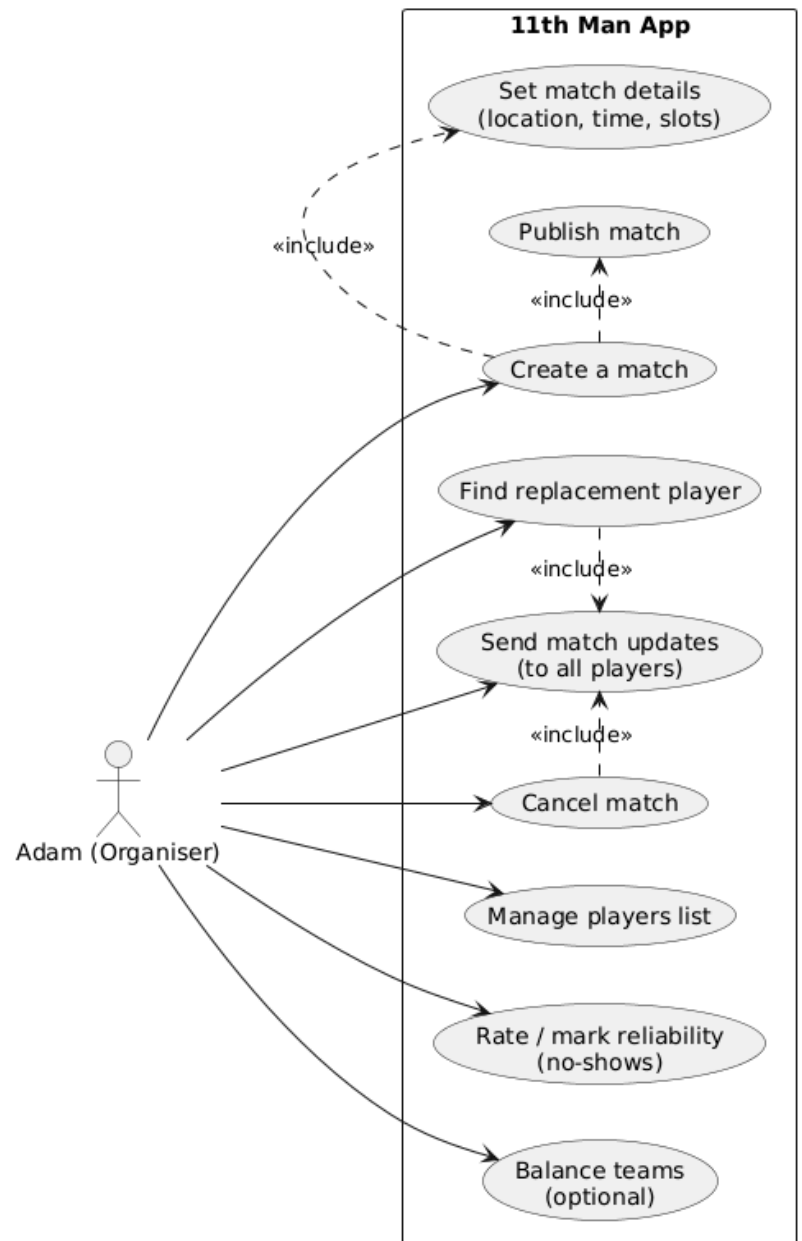 11th Man App
Set match details
(location, time, slots)
Publish match
«include»
«include»
Create a match
Find replacement player
«include»
Send match updates
(to all players)
«include»
Cancel match
Adam (Organiser)
Manage players list
Rate / mark reliability
(no-shows)
Balance teams
(optional)